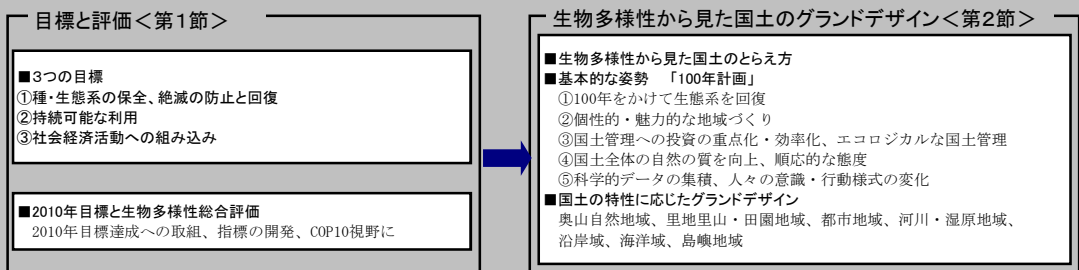 目標と評価＜第1節＞
■3つの目標
①種・生態系の保全、絶滅の防止と回復
②持続可能な利用
③社会経済活動への組み込み
■2010年目標と生物多様性総合評価
2010年目標達成への取組、指標の開発、COP10視野に
生物多様性から見た国土のグランドデザイン＜第2節＞
■生物多様性から見た国土のとらえ方
■基本的な姿勢　「100年計画」
①100年をかけて生態系を回復
②個性的・魅力的な地域づくり
③国土管理への投資の重点化・効率化、エコロジカルな国土管理
④国土全体の自然の質を向上、順応的な態度
⑤科学的データの集積、人々の意識・行動様式の変化
■国土の特性に応じたグランドデザイン
奥山自然地域、里地里山・田園地域、都市地域、河川・湿原地域、
沿岸域、海洋域、島嶼地域